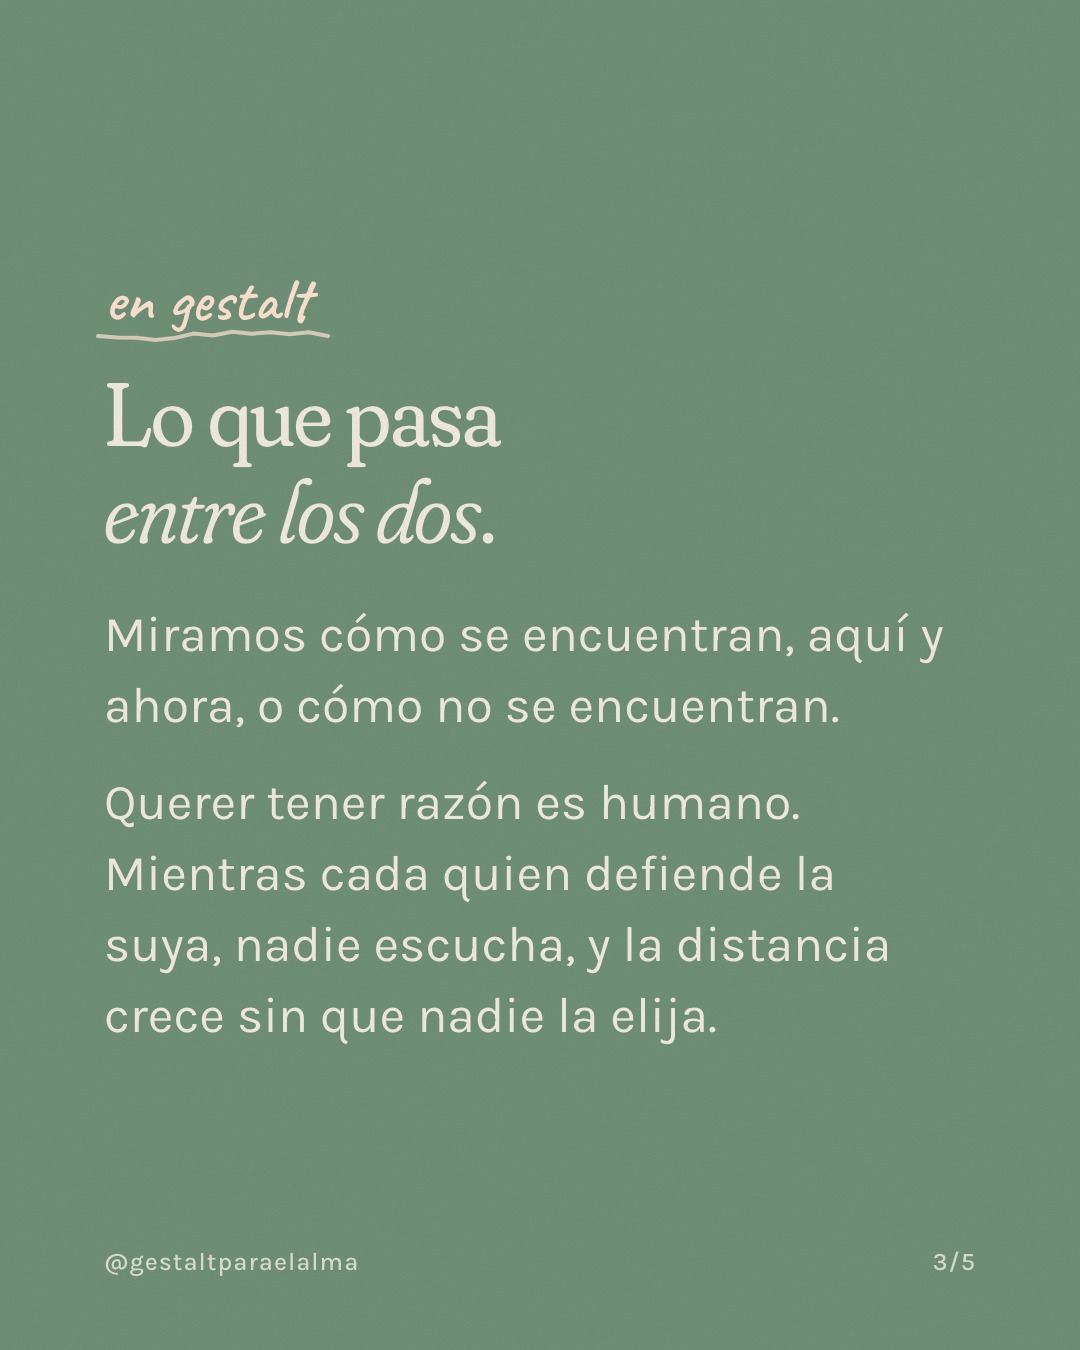 en gestalt
Lo que pasa
entre los dos.
Miramos cómo se encuentran, aquí y
ahora, o cómo no se encuentran.
Querer tener razón es humano.
Mientras cada quien defiende la
suya, nadie escucha, y la distancia
crece sin que nadie la elija.
@gestaltparaelalma
3/5